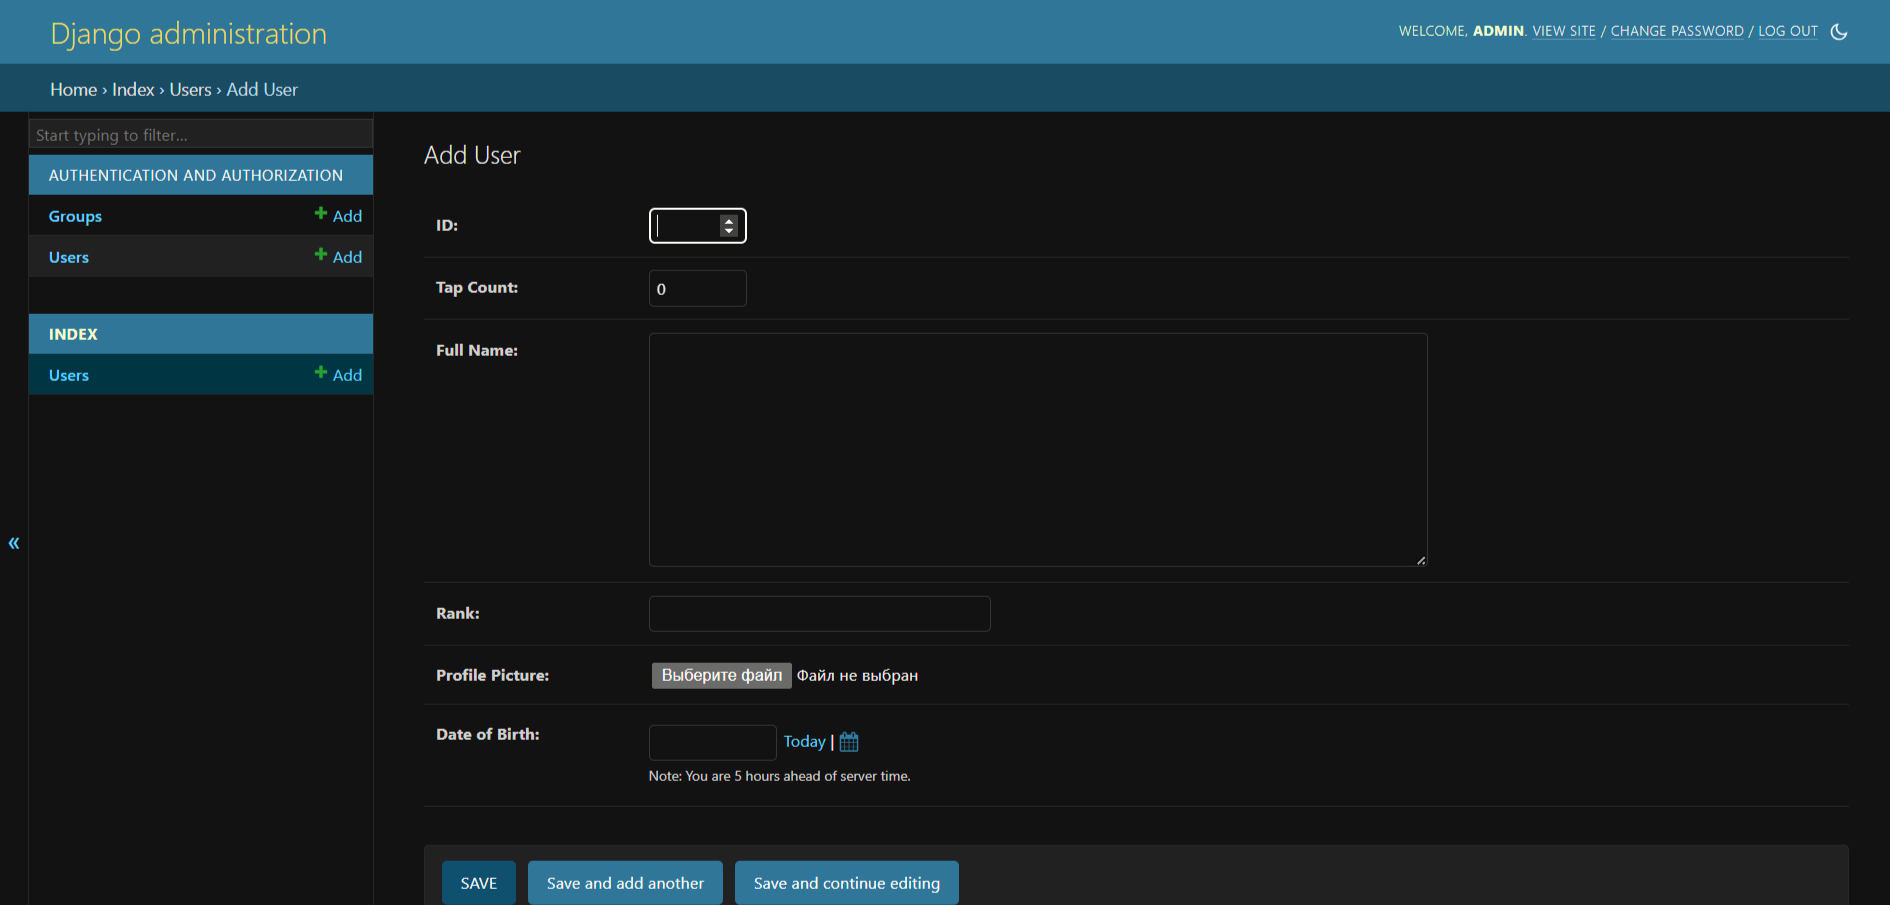 Django administration
WELCOME, ADMIN. VIEW SITE / CHANGE PASSWORD / LOG OUT
Home › Index › Users › Add User
Start typing to filter...
AUTHENTICATION AND AUTHORIZATION
Groups + Add
Users + Add
INDEX
Users + Add
«
Add User
ID:
Tap Count: 0
Full Name:
Rank:
Profile Picture: Выберите файл Файл не выбран
Date of Birth: Today |
Note: You are 5 hours ahead of server time.
SAVE Save and add another Save and continue editing